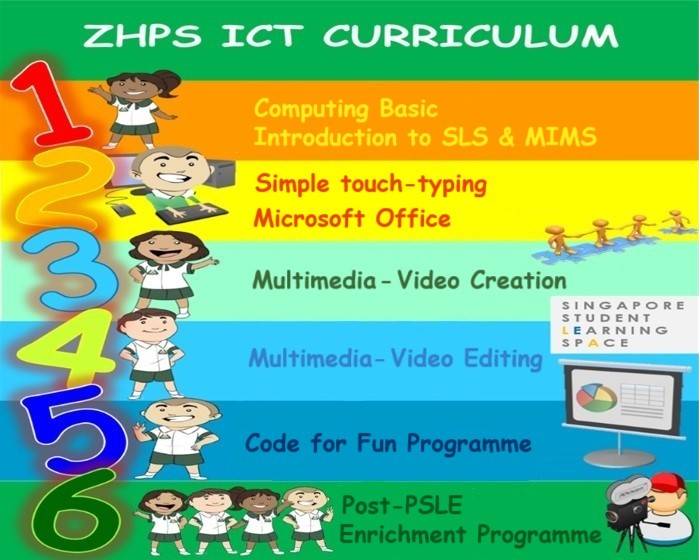 ZHPS ICT CURRICULUM
1
Computing Basic
Introduction to SLS & MIMS
2
Simple touch-typing
Microsoft Office
3
Multimedia - Video Creation
SINGAPORE
STUDENT
LEARNING
SPACE
4
Multimedia - Video Editing
5
Code for Fun Programme
6
Post-PSLE
Enrichment Programme